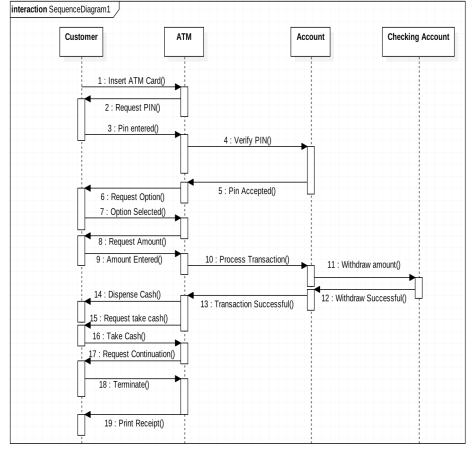 interaction SequenceDiagram1
Customer
ATM
Account
Checking Account
1 : Insert ATM Card()
2 : Request PIN()
3 : Pin entered()
4 : Verify PIN()
5 : Pin Accepted()
6 : Request Option()
7 : Option Selected()
8 : Request Amount()
9 : Amount Entered()
10 : Process Transaction()
11 : Withdraw amount()
12 : Withdraw Successful()
13 : Transaction Successful()
14 : Dispense Cash()
15 : Request take cash()
16 : Take Cash()
17 : Request Continuation()
18 : Terminate()
19 : Print Receipt()